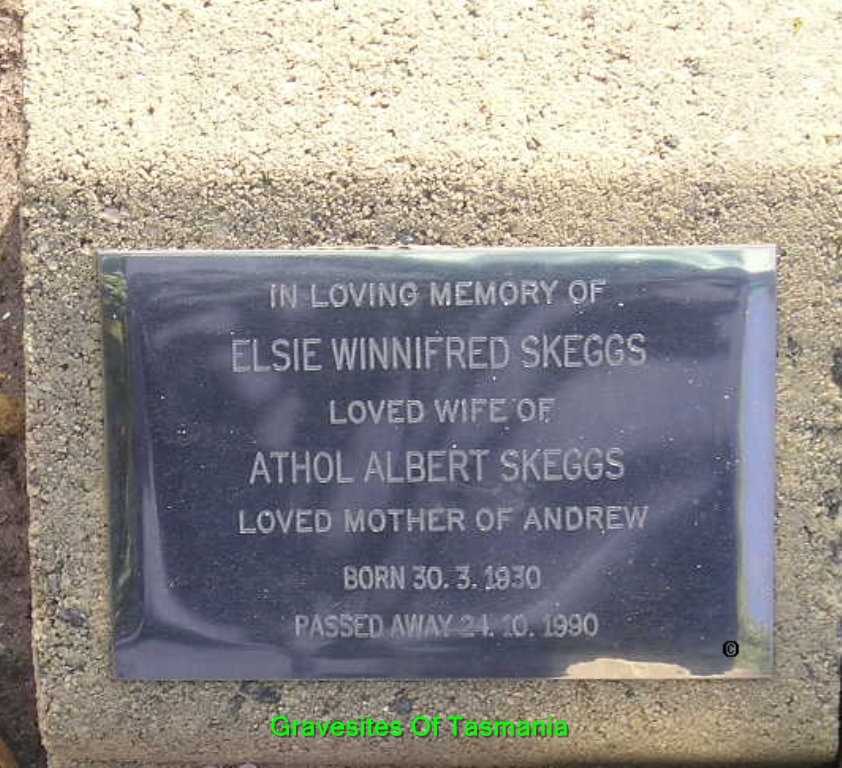 IN LOVING MEMORY OF
ELSIE WINNIFRED SKEGGS
LOVED WIFE OF
ATHOL ALBERT SKEGGS
LOVED MOTHER OF ANDREW
BORN 30. 3. 1930
PASSED AWAY 24. 10. 1990
©
Gravesites Of Tasmania